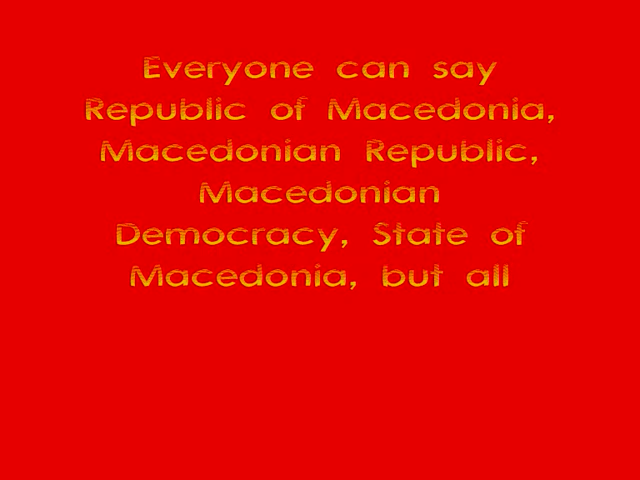 Everyone can say
Republic of Macedonia,
Macedonian Republic,
Macedonian
Democracy, State of
Macedonia, but all